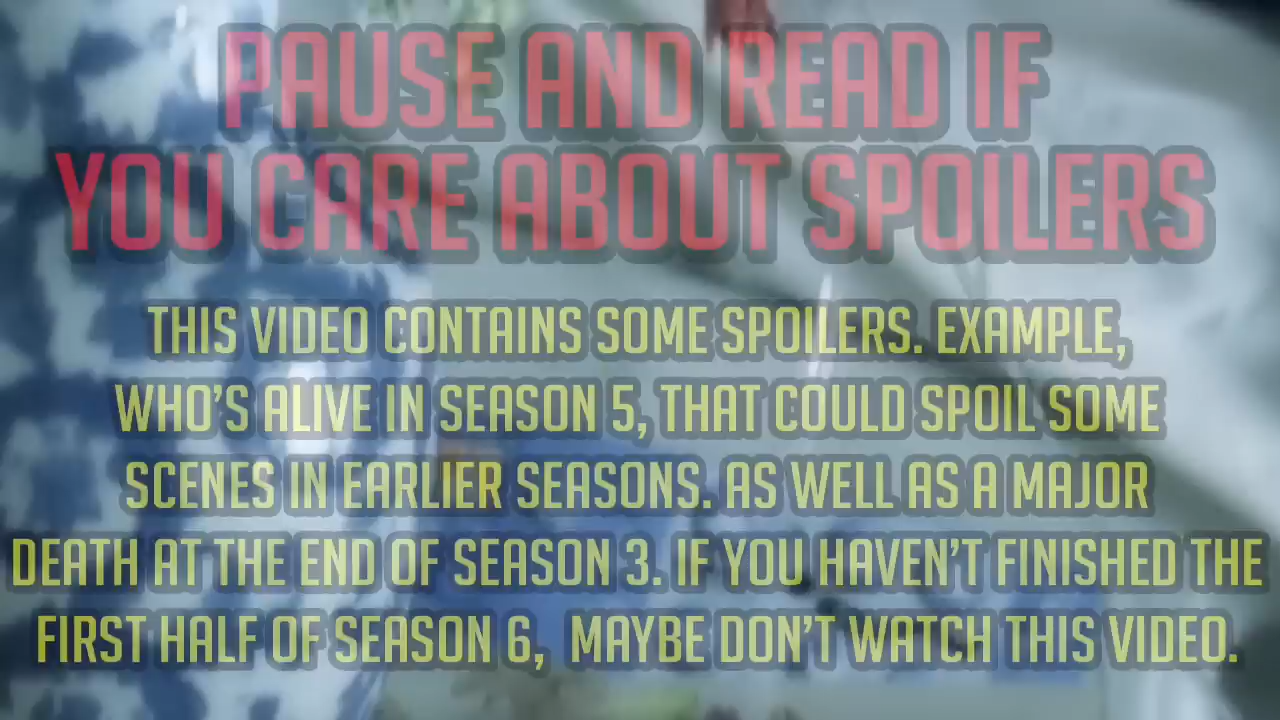 PAUSE AND READ IF
YOU CARE ABOUT SPOILERS
THIS VIDEO CONTAINS SOME SPOILERS. EXAMPLE,
WHO'S ALIVE IN SEASON 5, THAT COULD SPOIL SOME
SCENES IN EARLIER SEASONS. AS WELL AS A MAJOR
DEATH AT THE END OF SEASON 3. IF YOU HAVEN'T FINISHED THE
FIRST HALF OF SEASON 6, MAYBE DON'T WATCH THIS VIDEO.